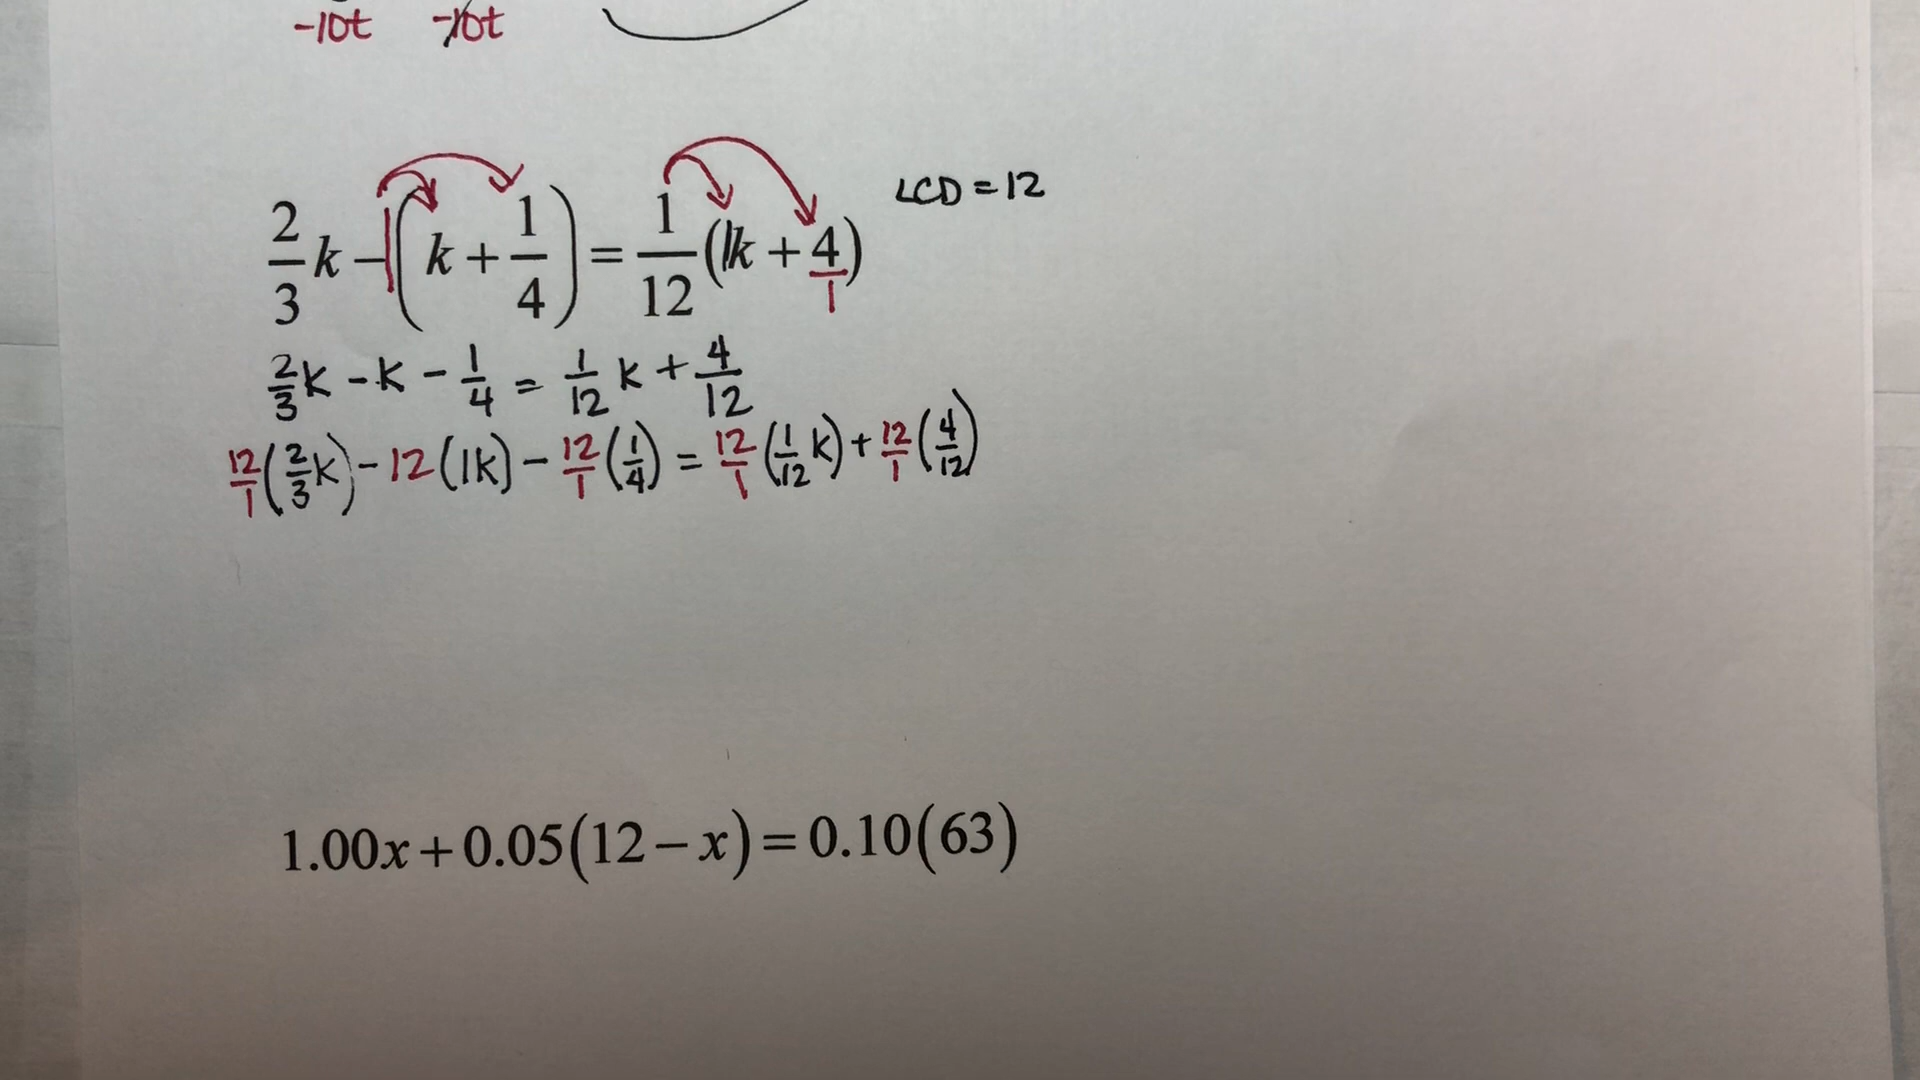 -10t -10t
2/3 k - 1(k + 1/4) = 1/12 (1k + 4/1) LCD = 12
2/3 k - k - 1/4 = 1/12 k + 4/12
12/1 (2/3 k) - 12 (1k) - 12/1 (1/4) = 12/1 (1/12 k) + 12/1 (4/12)
1.00x + 0.05(12 - x) = 0.10(63)